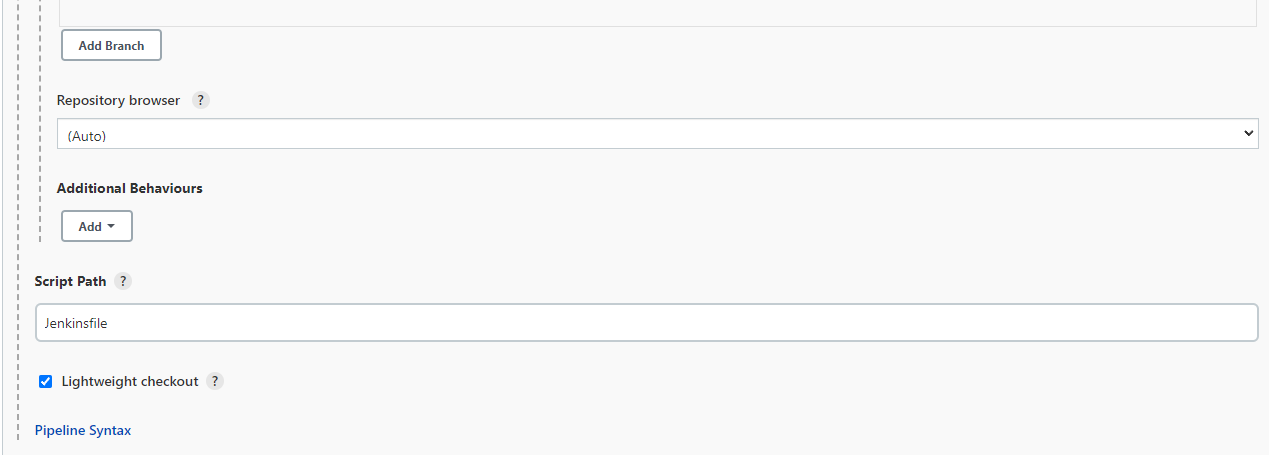 Add Branch
Repository browser ?
(Auto)
Additional Behaviours
Add
Script Path ?
Jenkinsfile
Lightweight checkout ?
Pipeline Syntax